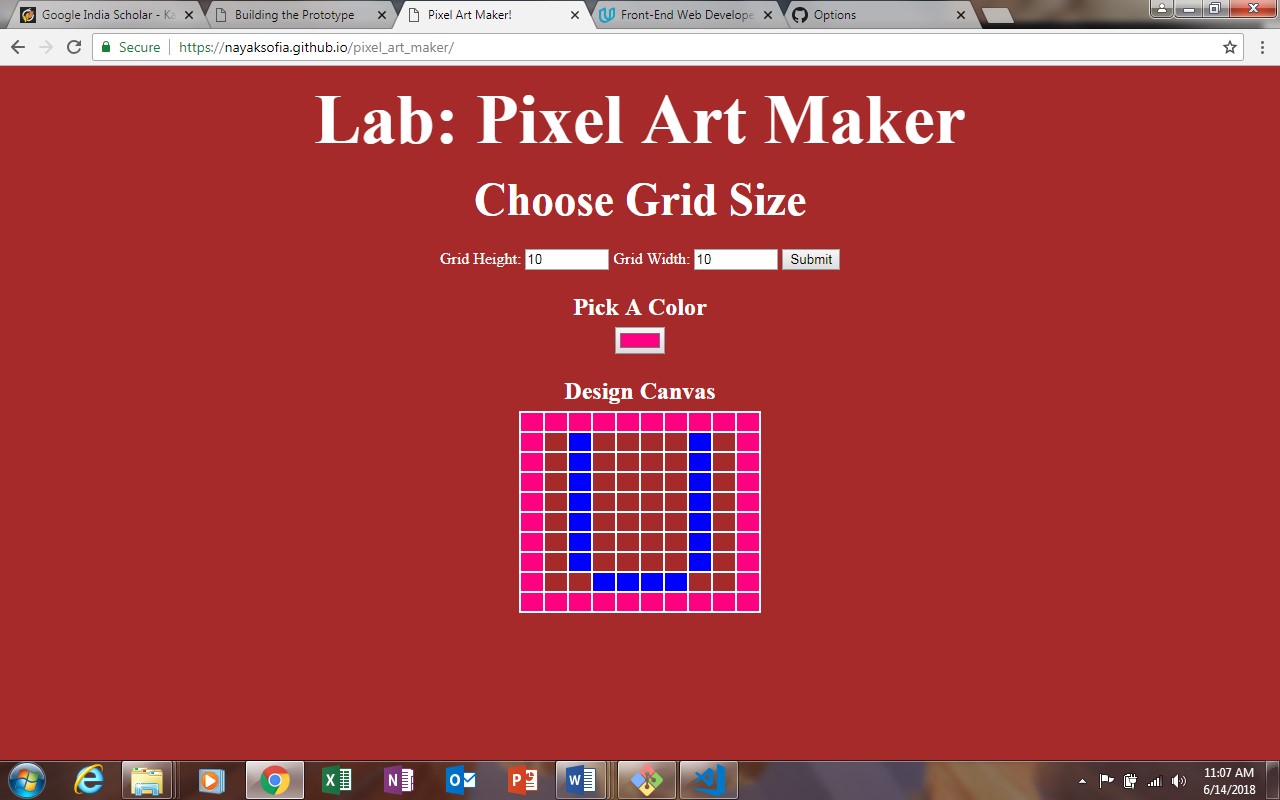 Google India Scholar - Ka
Building the Prototype
Pixel Art Maker!
Front-End Web Develope
Options
Secure
https://nayaksofia.github.io/pixel_art_maker/
Lab: Pixel Art Maker
Choose Grid Size
Grid Height: 10 Grid Width: 10 Submit
Pick A Color
Design Canvas
11:07 AM
6/14/2018